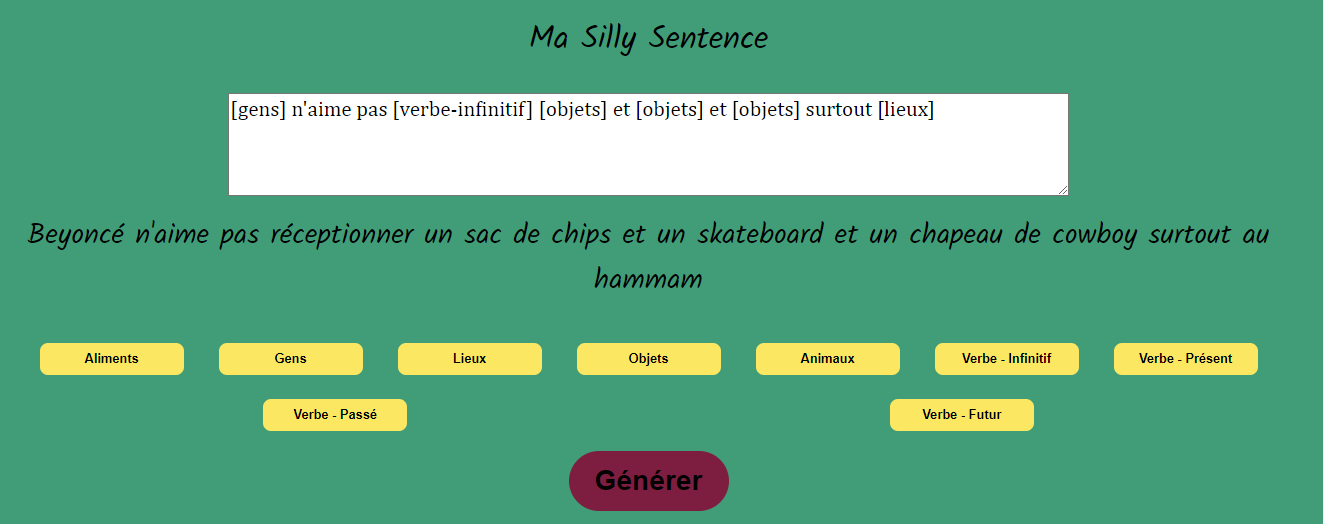 Ma Silly Sentence
[gens] n'aime pas [verbe-infinitif] [objets] et [objets] et [objets] surtout [lieux]
Beyoncé n'aime pas réceptionner un sac de chips et un skateboard et un chapeau de cowboy surtout au
hammam
Aliments Gens Lieux Objets Animaux Verbe - Infinitif Verbe - Présent
Verbe - Passé Verbe - Futur
Générer